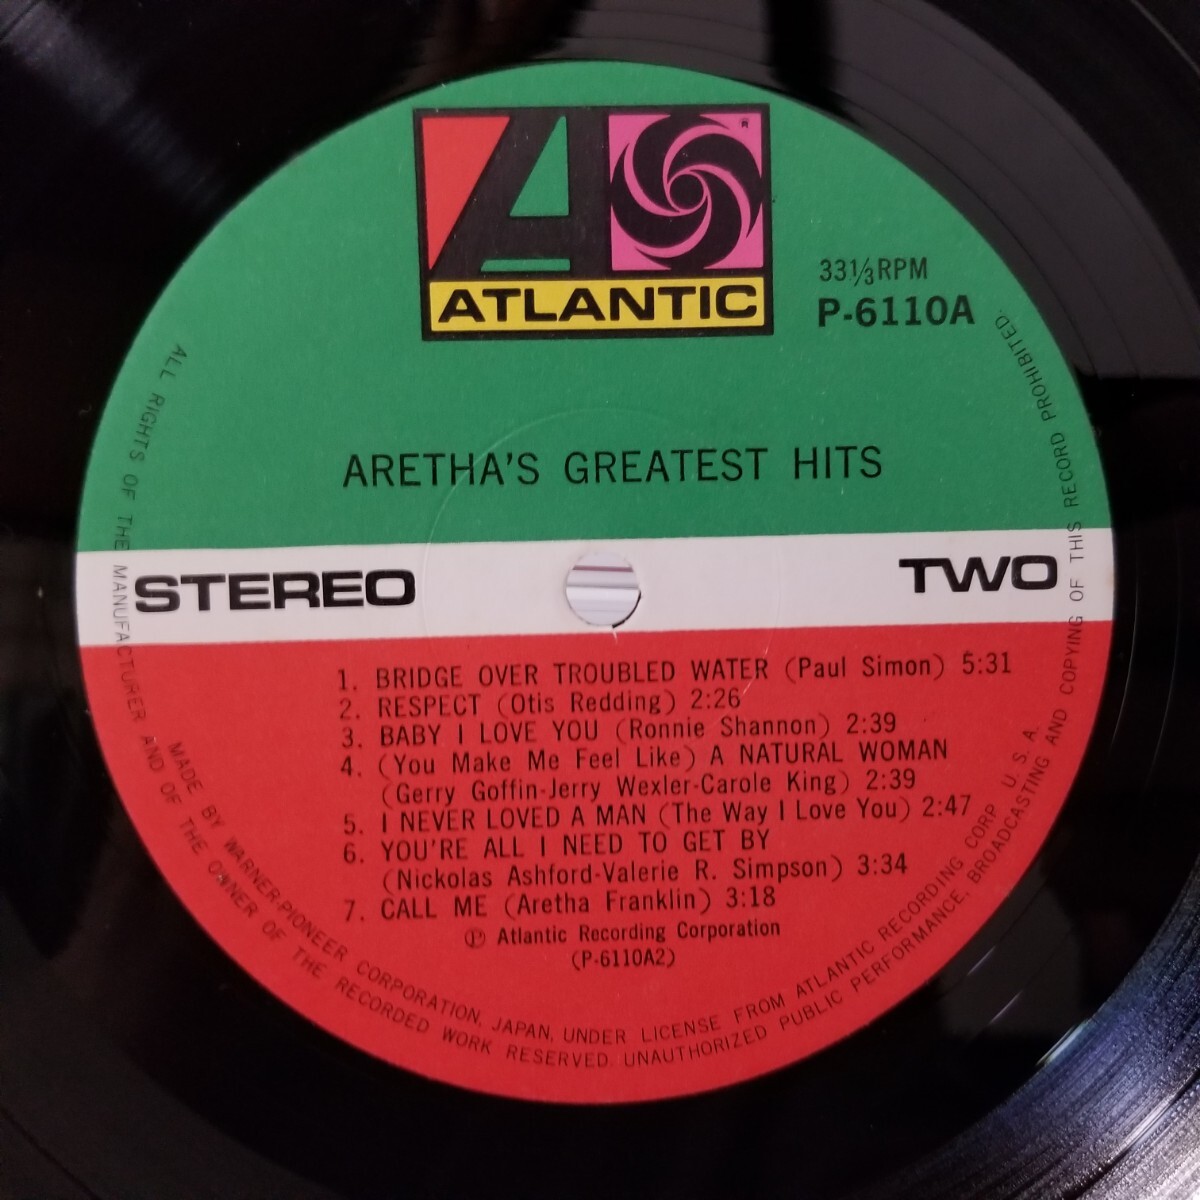 ®
ATLANTIC
33⅓RPM
P-6110A
ARETHA'S GREATEST HITS
STEREO
TWO
1. BRIDGE OVER TROUBLED WATER (Paul Simon) 5:31
2. RESPECT (Otis Redding) 2:26
3. BABY I LOVE YOU (Ronnie Shannon) 2:39
4. (You Make Me Feel Like) A NATURAL WOMAN
(Gerry Goffin-Jerry Wexler-Carole King) 2:39
5. I NEVER LOVED A MAN (The Way I Love You) 2:47
6. YOU'RE ALL I NEED TO GET BY
(Nickolas Ashford-Valerie R. Simpson) 3:34
7. CALL ME (Aretha Franklin) 3:18
Ⓟ Atlantic Recording Corporation
(P-6110A2)
MADE BY WARNER-PIONEER CORPORATION, JAPAN, UNDER LICENSE FROM ATLANTIC RECORDING CORP. U. S. A.
ALL RIGHTS OF THE MANUFACTURER AND OF THE OWNER OF THE RECORDED WORK RESERVED. UNAUTHORIZED PUBLIC PERFORMANCE, BROADCASTING AND COPYING OF THIS RECORD PROHIBITED.